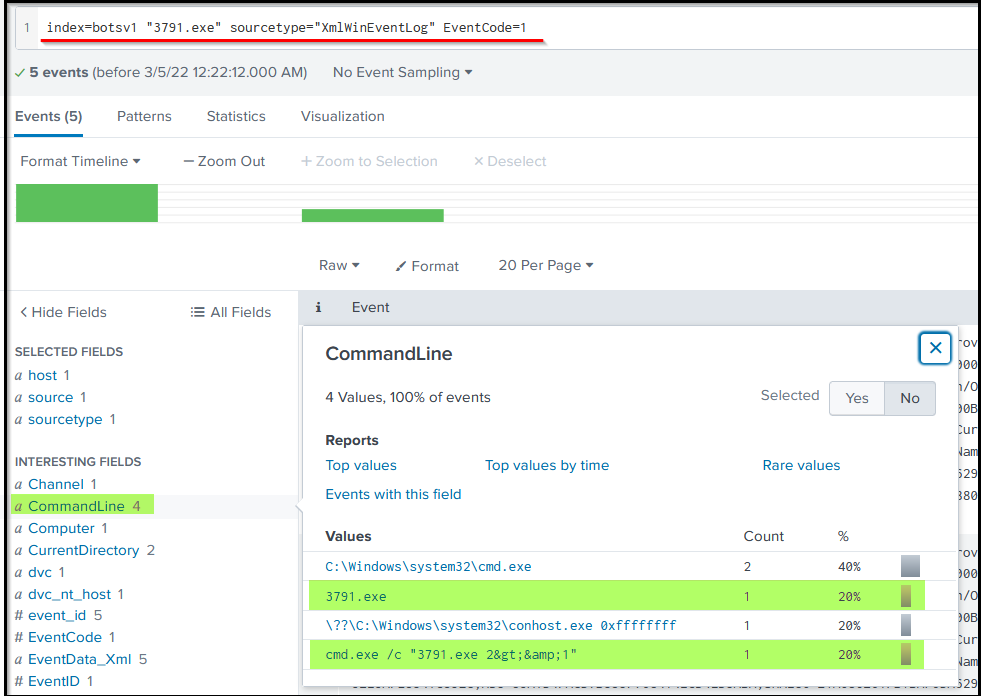 1 index=botsv1 "3791.exe" sourcetype="XmlWinEventLog" EventCode=1
✓ 5 events (before 3/5/22 12:22:12.000 AM) No Event Sampling ▾
Events (5) Patterns Statistics Visualization
Format Timeline ▾ — Zoom Out + Zoom to Selection × Deselect
Raw ▾ Format 20 Per Page ▾
< Hide Fields All Fields
i Event
SELECTED FIELDS
a host 1
a source 1
a sourcetype 1
INTERESTING FIELDS
a Channel 1
a CommandLine 4
a Computer 1
a CurrentDirectory 2
a dvc 1
a dvc_nt_host 1
# event_id 5
# EventCode 1
a EventData_Xml 5
# EventID 1
CommandLine ×
4 Values, 100% of events Selected Yes No
Reports
Top values Top values by time Rare values
Events with this field
Values Count %
C:\Windows\system32\cmd.exe 2 40%
3791.exe 1 20%
\??\C:\Windows\system32\conhost.exe 0xffffffff 1 20%
cmd.exe /c "3791.exe 2&gt;&amp;1" 1 20%